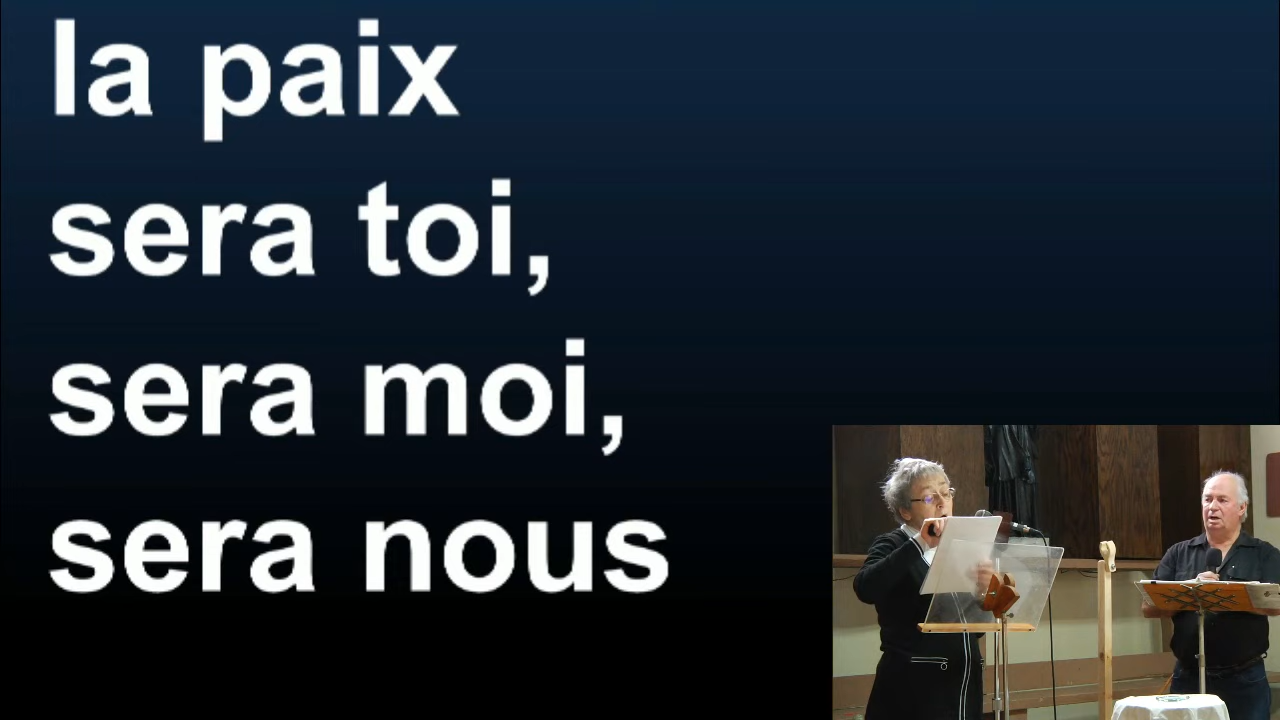 la paix
sera toi,
sera moi,
sera nous